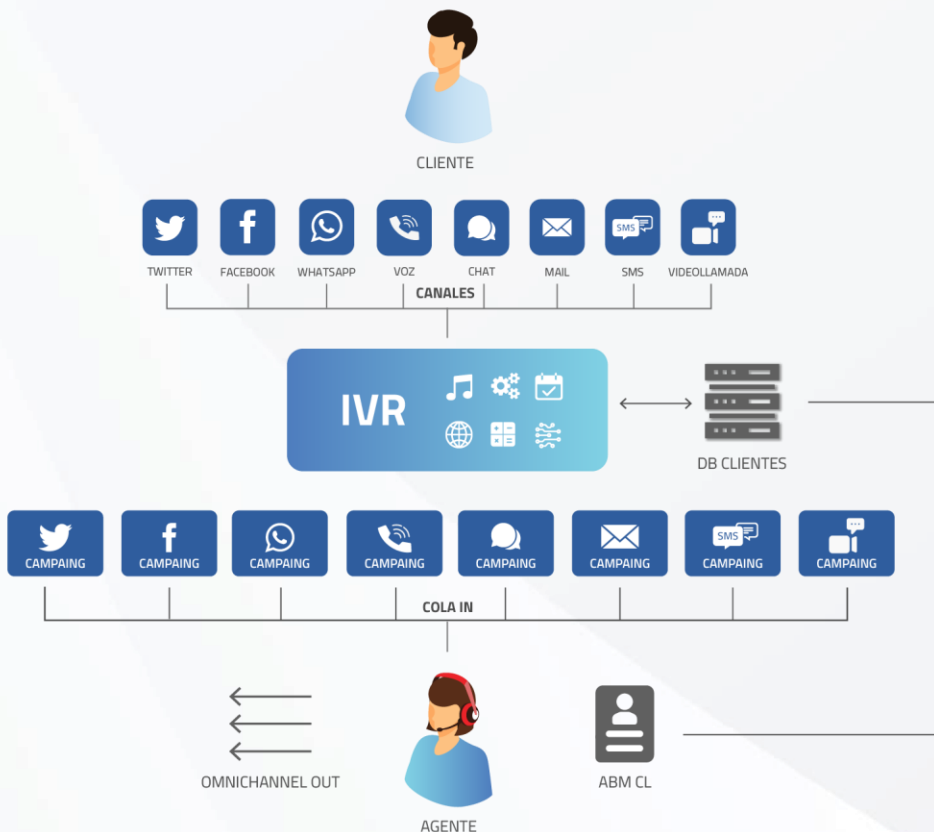 CLIENTE
TWITTER
FACEBOOK
WHATSAPP
VOZ
CHAT
MAIL
SMS
SMS
VIDEOLLAMADA
CANALES
IVR
DB CLIENTES
CAMPAING
CAMPAING
CAMPAING
CAMPAING
CAMPAING
CAMPAING
SMS
CAMPAING
CAMPAING
COLA IN
OMNICHANNEL OUT
AGENTE
ABM CL